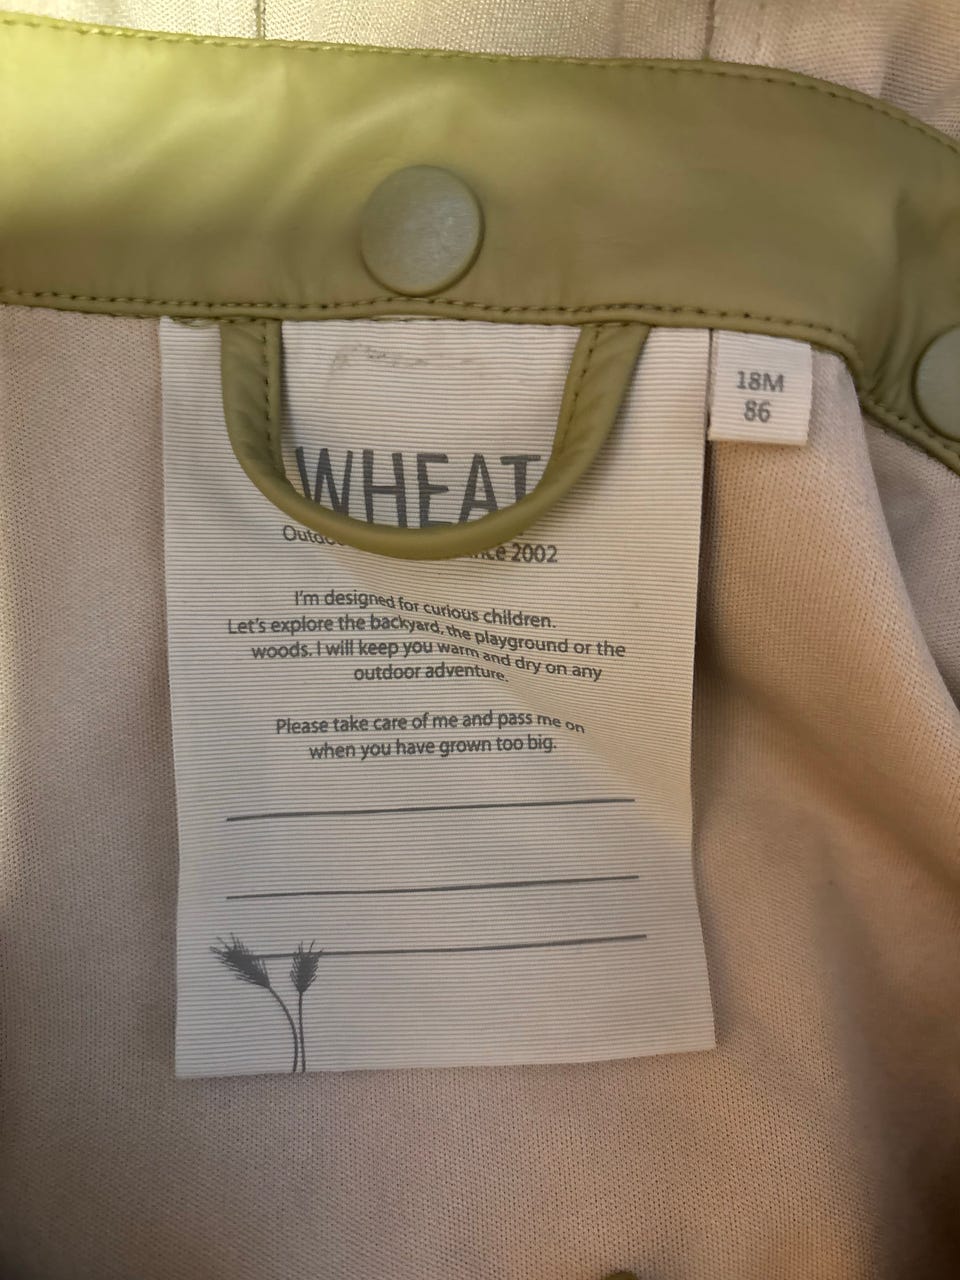 WHEAT
18M
86
2002
I'm designed for curious children.
Let's explore the backyard, the playground or the
woods. I will keep you warm and dry on any
outdoor adventure.
Please take care of me and pass me on
when you have grown too big.